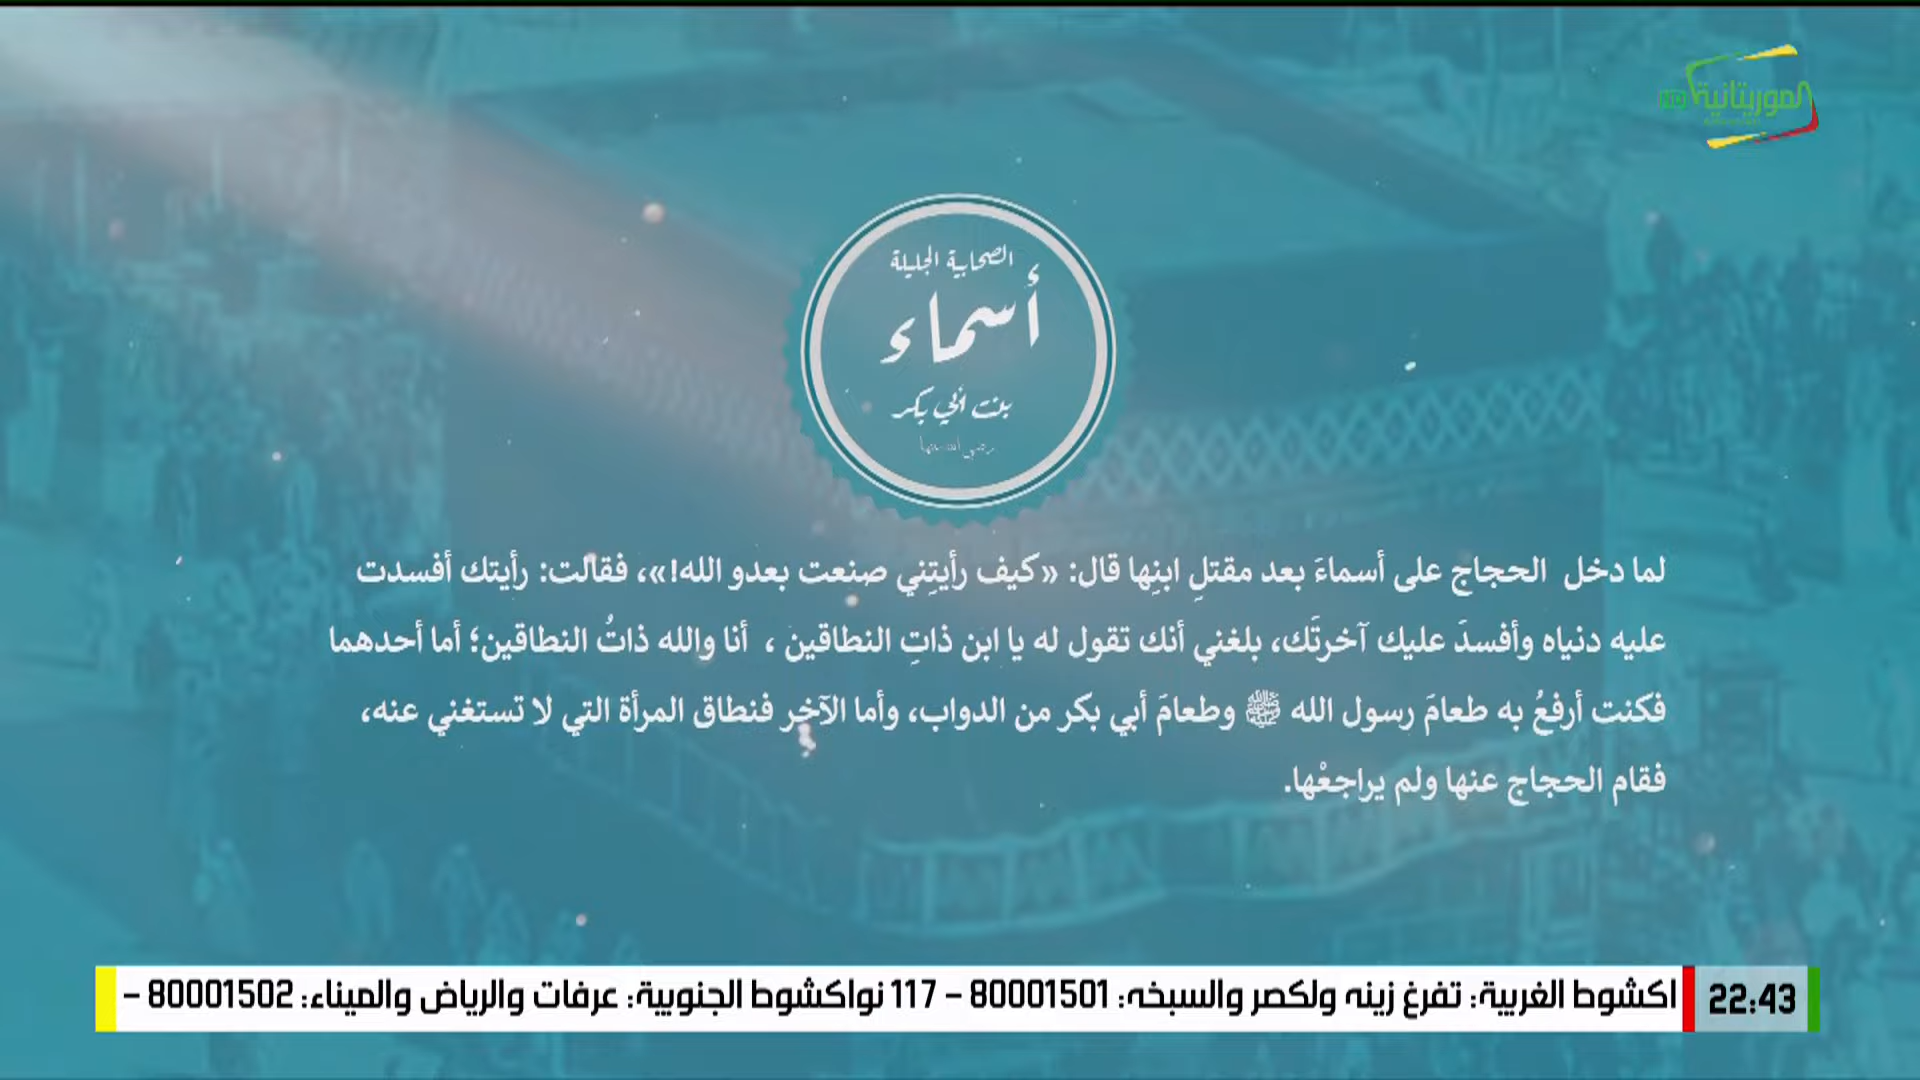 الموريتانية
الصحابية الجليلة
أسماء
بنت أبي بكر
رضي الله عنها
لما دخل الحجاج على أسماءَ بعد مقتلِ ابنِها قال: «كيف رأيتِني صنعت بعدو الله!»، فقالت: رأيتك أفسدت
عليه دنياه وأفسدَ عليك آخرتَك، بلغني أنك تقول له يا ابن ذاتِ النطاقين ، أنا والله ذاتُ النطاقين؛ أما أحدهما
فكنت أرفعُ به طعامَ رسول الله ﷺ وطعامَ أبي بكر من الدواب، وأما الآخر فنطاق المرأة التي لا تستغني عنه،
فقام الحجاج عنها ولم يراجعْها.
22:43
اكشوط الغربية: تفرغ زينه ولكصر والسبخه: 80001501 – 117 نواكشوط الجنوبية: عرفات والرياض والميناء: 80001502 –